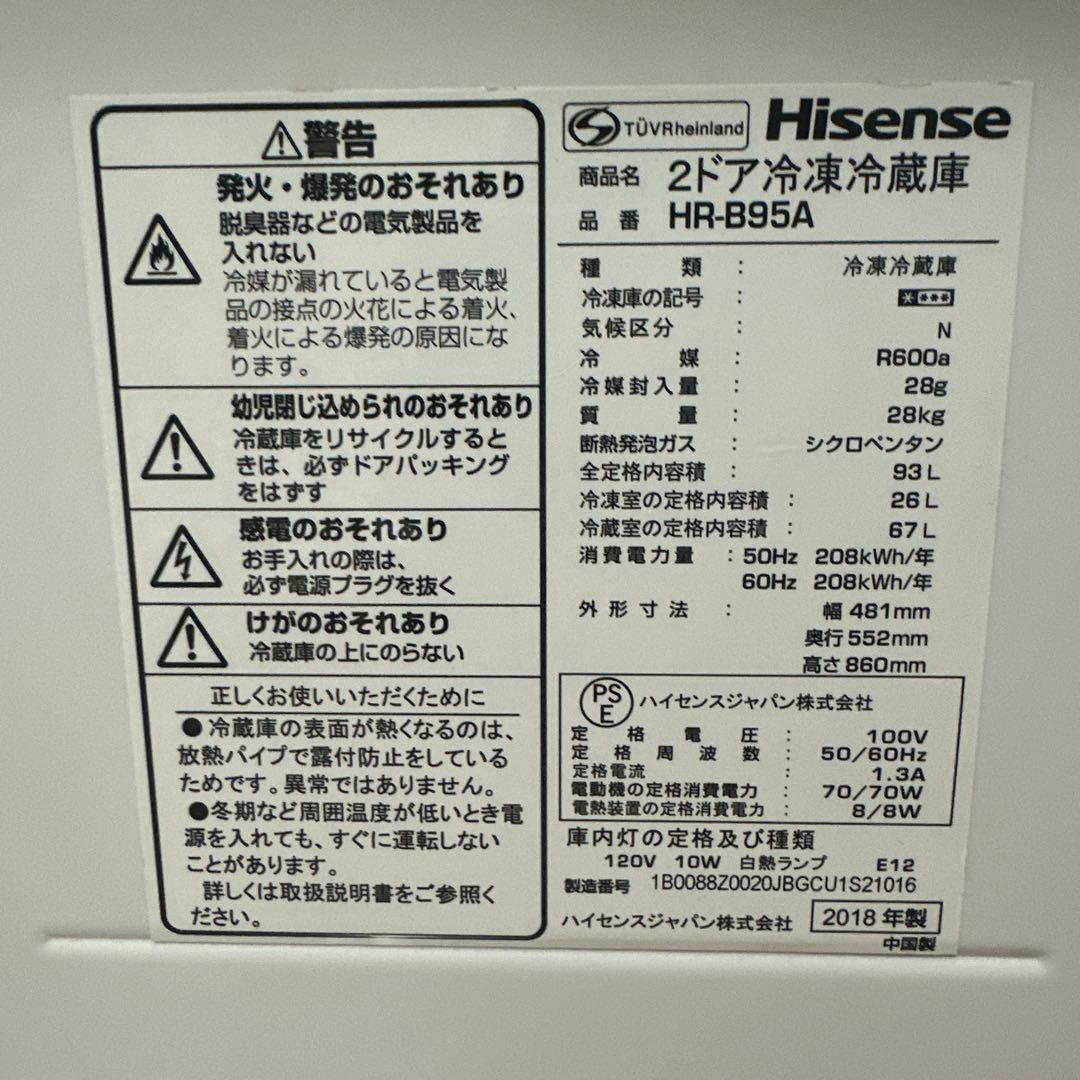 ⚠警告
発火・爆発のおそれあり
脱臭器などの電気製品を
入れない
冷媒が漏れていると電気製
品の接点の火花による着火、
着火による爆発の原因にな
ります。
幼児閉じ込められのおそれあり
冷蔵庫をリサイクルすると
きは、必ずドアパッキング
をはずす
感電のおそれあり
お手入れの際は、
必ず電源プラグを抜く
けがのおそれあり
冷蔵庫の上にのらない
正しくお使いいただくために
●冷蔵庫の表面が熱くなるのは、
放熱パイプで露付防止をしている
ためです。異常ではありません。
●冬期など周囲温度が低いとき電
源を入れても、すぐに運転しない
ことがあります。
詳しくは取扱説明書をご参照く
ださい。
TÜVRheinland Hisense
商品名 2ドア冷凍冷蔵庫
品番 HR-B95A
種類：冷凍冷蔵庫
冷凍庫の記号：****
気候区分：N
冷媒：R600a
冷媒封入量：28g
質量：28kg
断熱発泡ガス：シクロペンタン
全定格内容積：93L
冷凍室の定格内容積：26L
冷蔵室の定格内容積：67L
消費電力量：50Hz 208kWh/年
60Hz 208kWh/年
外形寸法：幅481mm
奥行552mm
高さ860mm
PSE ハイセンスジャパン株式会社
定格電圧：100V
定格周波数：50/60Hz
定格電流：1.3A
電動機の定格消費電力：70/70W
電熱装置の定格消費電力：8/8W
庫内灯の定格及び種類
120V 10W 白熱ランプ E12
製造番号 1B0088Z0020JBGCU1S21016
ハイセンスジャパン株式会社 2018年製
中国製